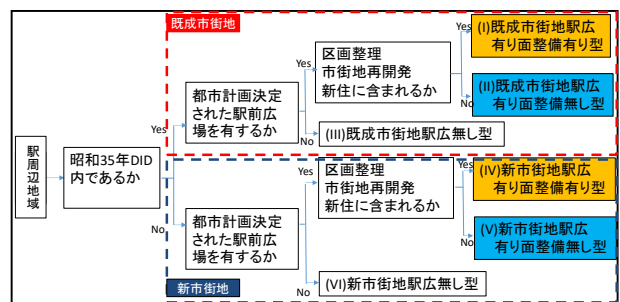 既成市街地
駅周辺地域
昭和35年DID
内であるか
Yes
No
都市計画決定
された駅前広
場を有するか
Yes
No
区画整理
市街地再開発
新住に含まれるか
Yes
No
(I)既成市街地駅広
有り面整備有り型
(II)既成市街地駅広
有り面整備無し型
(III)既成市街地駅広無し型
都市計画決定
された駅前広
場を有するか
Yes
No
区画整理
市街地再開発
新住に含まれるか
Yes
No
(IV)新市街地駅広
有り面整備有り型
(V)新市街地駅広
有り面整備無し型
(VI)新市街地駅広無し型
新市街地